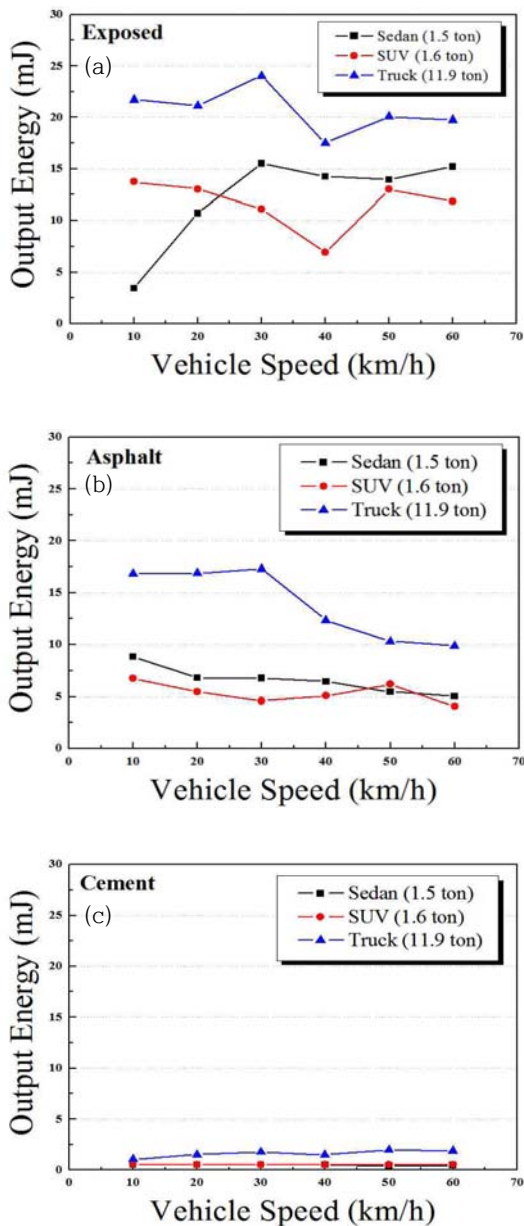 Exposed
(a)
Sedan (1.5 ton)
SUV (1.6 ton)
Truck (11.9 ton)
Output Energy (mJ)
30
25
20
15
10
5
0
0 10 20 30 40 50 60 70
Vehicle Speed (km/h)
Asphalt
(b)
Sedan (1.5 ton)
SUV (1.6 ton)
Truck (11.9 ton)
Output Energy (mJ)
30
25
20
15
10
5
0
0 10 20 30 40 50 60 70
Vehicle Speed (km/h)
Cement
(c)
Sedan (1.5 ton)
SUV (1.6 ton)
Truck (11.9 ton)
Output Energy (mJ)
30
25
20
15
10
5
0
0 10 20 30 40 50 60 70
Vehicle Speed (km/h)